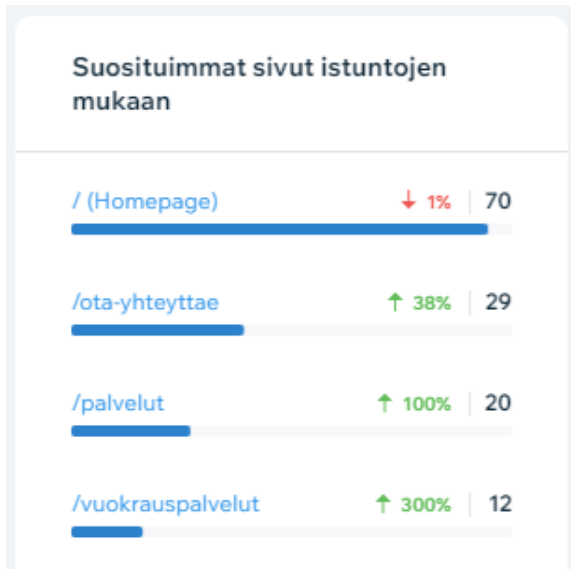 Suosituimmat sivut istuntojen
mukaan
/ (Homepage) ↓ 1% 70
/ota-yhteyttae ↑ 38% 29
/palvelut ↑ 100% 20
/vuokrauspalvelut ↑ 300% 12